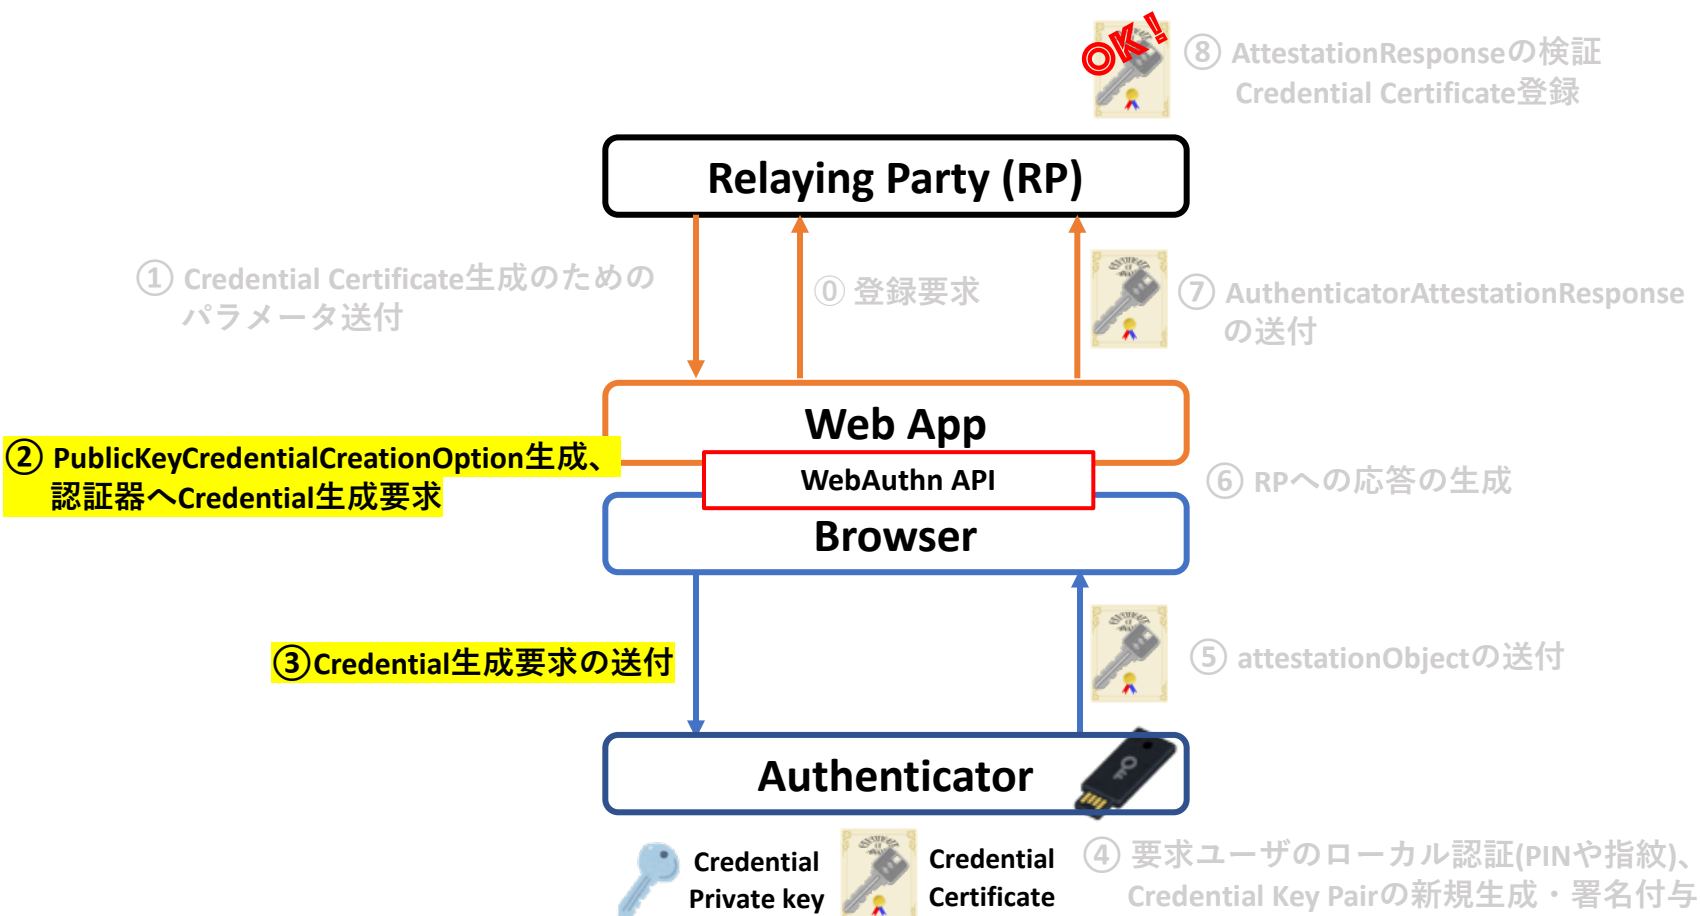 OK!
⑧ AttestationResponseの検証
Credential Certificate登録
Relaying Party (RP)
① Credential Certificate生成のための
パラメータ送付
⓪ 登録要求
⑦ AuthenticatorAttestationResponse
の送付
Web App
② PublicKeyCredentialCreationOption生成、
認証器へCredential生成要求
WebAuthn API
⑥ RPへの応答の生成
Browser
③Credential生成要求の送付
⑤ attestationObjectの送付
Authenticator
Credential
Private key
Credential
Certificate
④ 要求ユーザのローカル認証(PINや指紋)、
Credential Key Pairの新規生成・署名付与